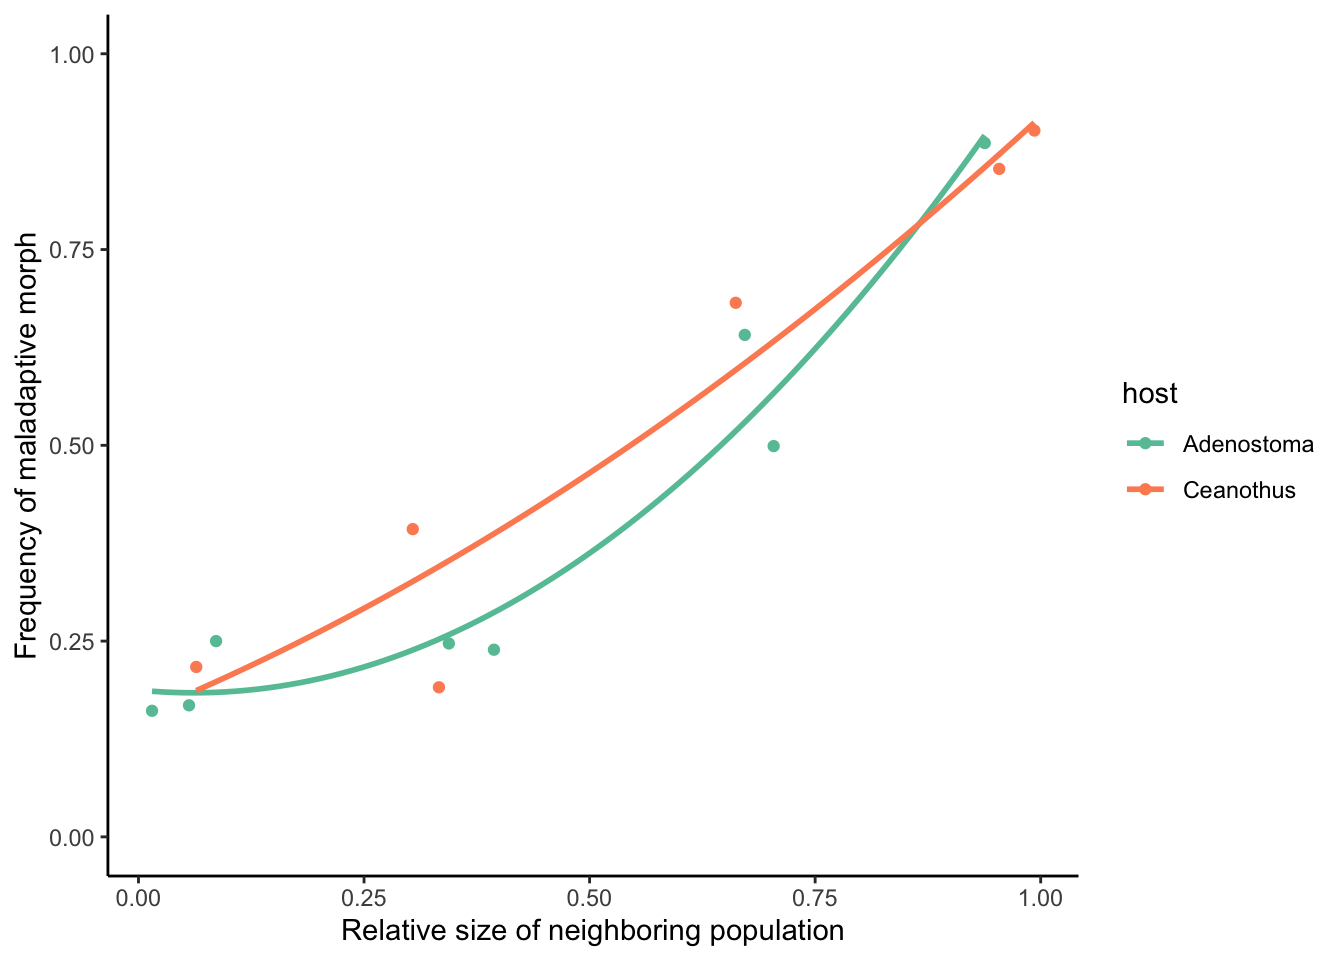 Frequency of maladaptive morph
1.00
0.75
0.50
0.25
0.00
0.00 0.25 0.50 0.75 1.00
Relative size of neighboring population
host
Adenostoma
Ceanothus